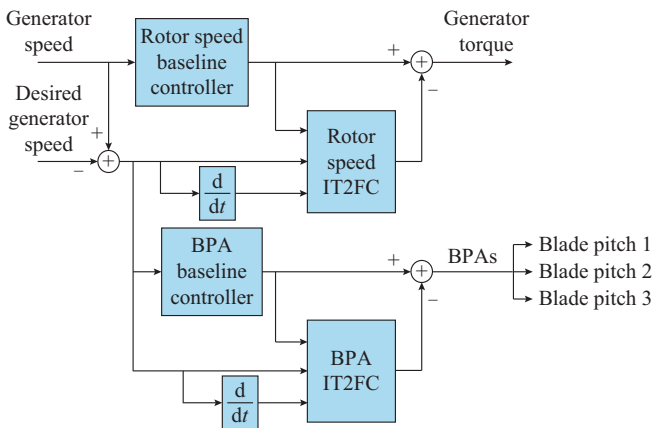 Generator
speed
Rotor speed
baseline
controller
+
+
−
Generator
torque
Desired
generator
speed
+
−
+
Rotor
speed
IT2FC
d
dt
BPA
baseline
controller
+
+
−
BPAs
Blade pitch 1
Blade pitch 2
Blade pitch 3
BPA
IT2FC
d
dt